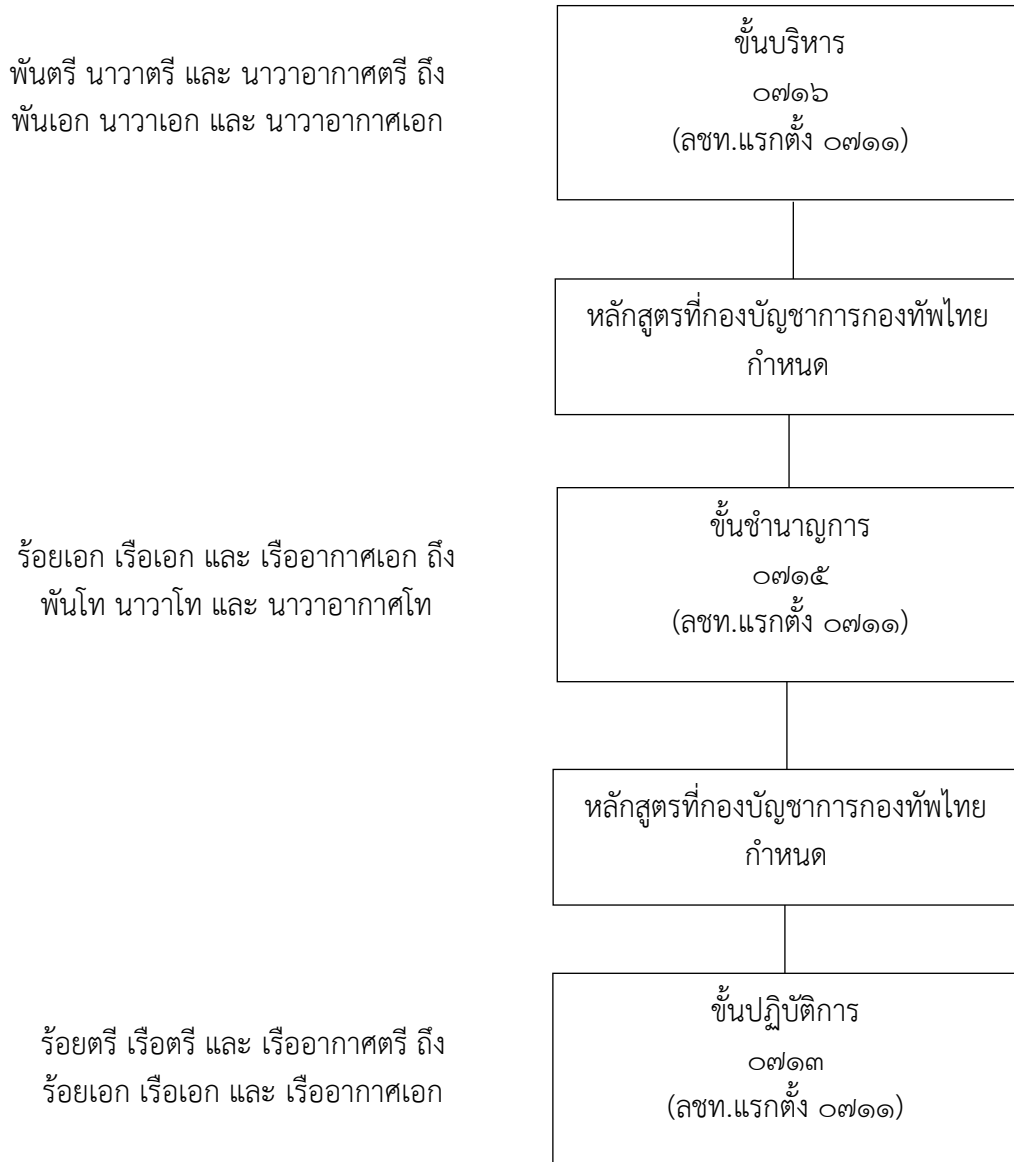 พันตรี นาวาตรี และ นาวาอากาศตรี ถึง
พันเอก นาวาเอก และ นาวาอากาศเอก
ขั้นบริหาร
๐๗๑๖
(ลชท.แรกตั้ง ๐๗๑๑)
หลักสูตรที่กองบัญชาการกองทัพไทย
กำหนด
ร้อยเอก เรือเอก และ เรืออากาศเอก ถึง
พันโท นาวาโท และ นาวาอากาศโท
ขั้นชำนาญการ
๐๗๑๕
(ลชท.แรกตั้ง ๐๗๑๑)
หลักสูตรที่กองบัญชาการกองทัพไทย
กำหนด
ร้อยตรี เรือตรี และ เรืออากาศตรี ถึง
ร้อยเอก เรือเอก และ เรืออากาศเอก
ขั้นปฏิบัติการ
๐๗๑๓
(ลชท.แรกตั้ง ๐๗๑๑)